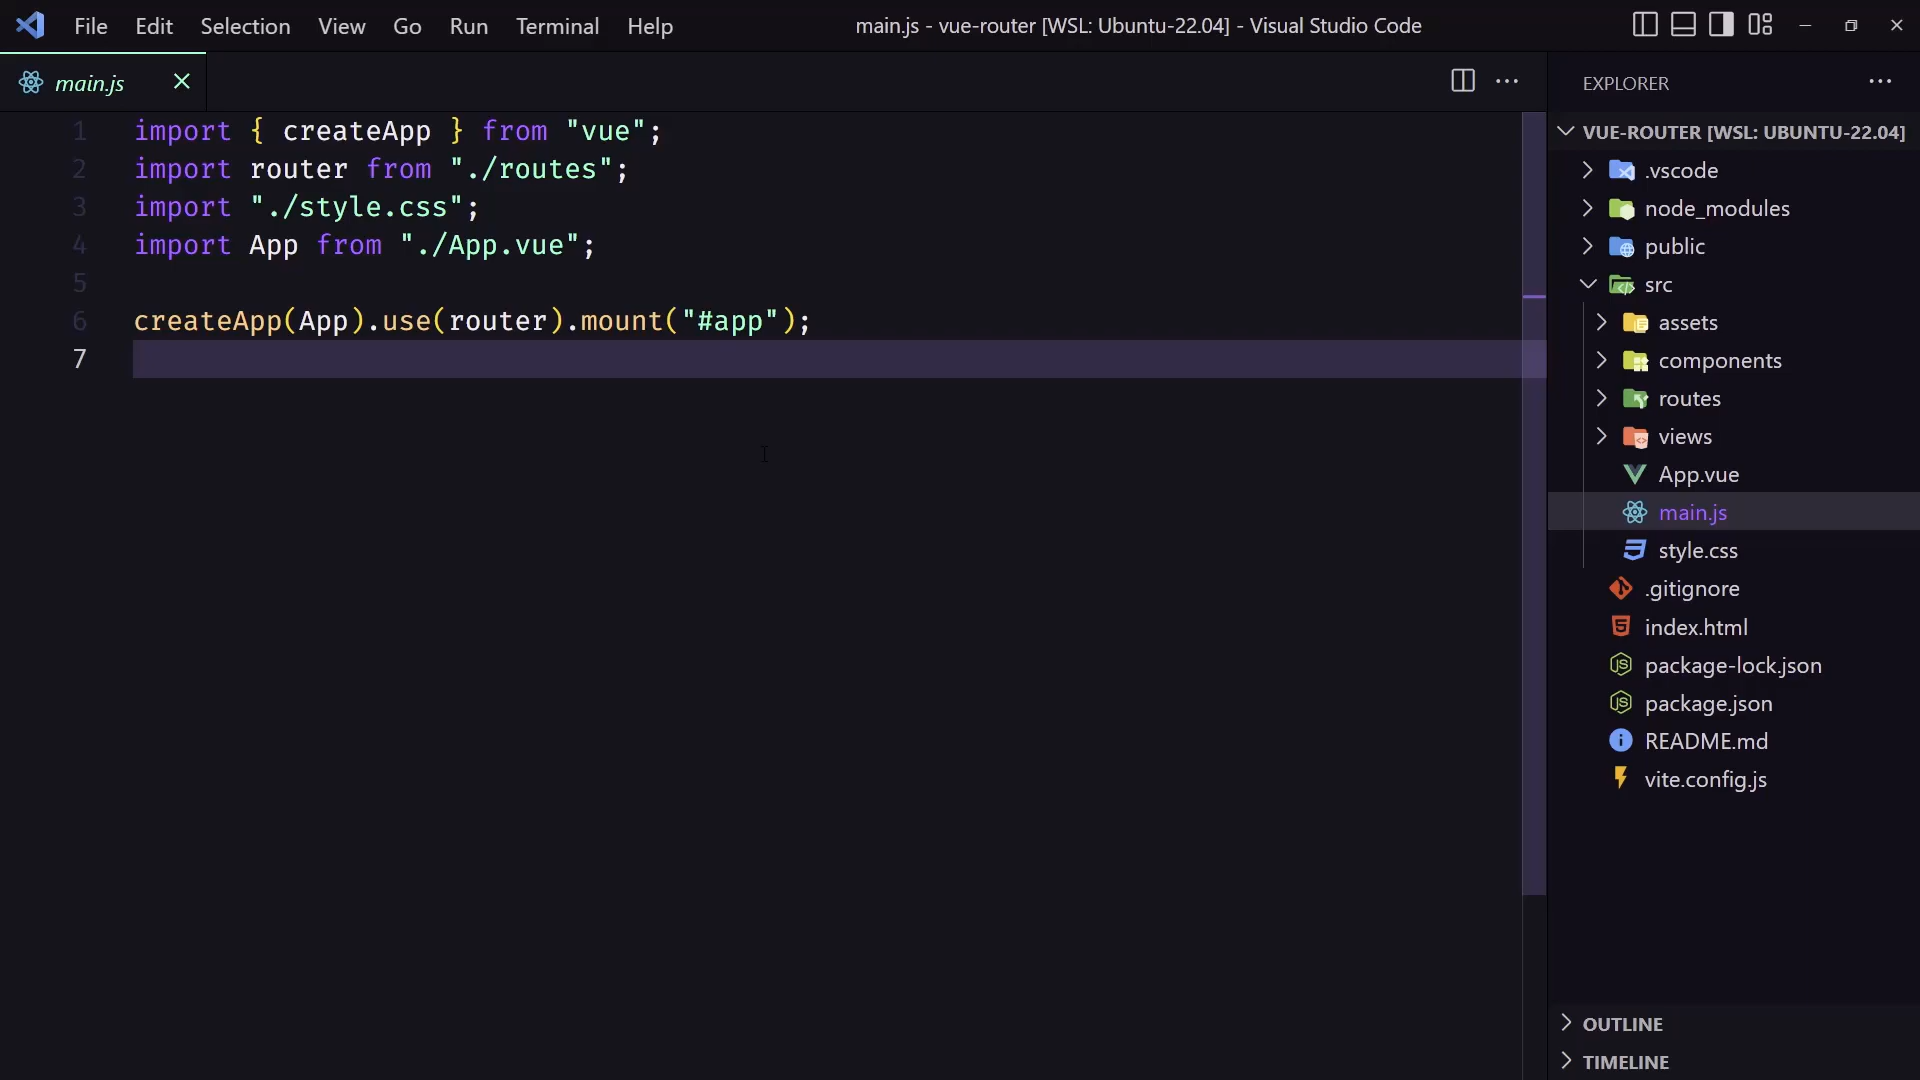 File Edit Selection View Go Run Terminal Help main.js - vue-router [WSL: Ubuntu-22.04] - Visual Studio Code
main.js
1 import { createApp } from "vue";
2 import router from "./routes";
3 import "./style.css";
4 import App from "./App.vue";
5
6 createApp(App).use(router).mount("#app");
7
EXPLORER
VUE-ROUTER [WSL: UBUNTU-22.04]
.vscode
node_modules
public
src
assets
components
routes
views
App.vue
main.js
style.css
.gitignore
index.html
package-lock.json
package.json
README.md
vite.config.js
OUTLINE
TIMELINE